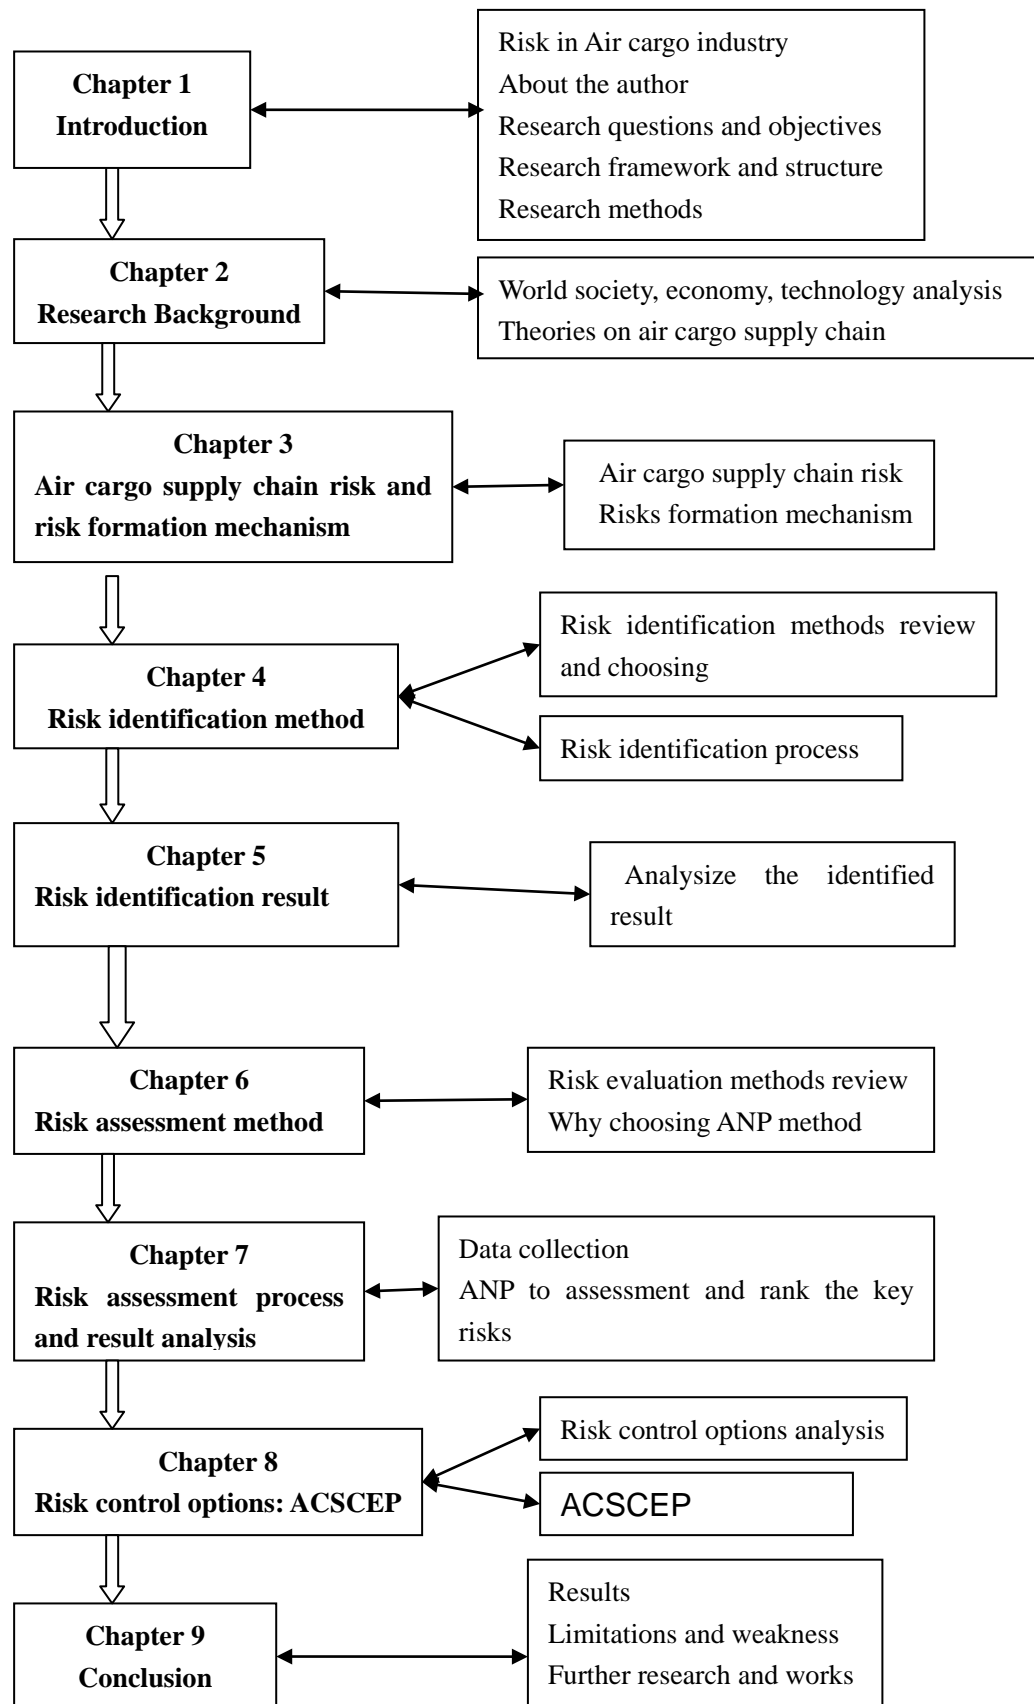 Chapter 1
Introduction
Risk in Air cargo industry
About the author
Research questions and objectives
Research framework and structure
Research methods
Chapter 2
Research Background
World society, economy, technology analysis
Theories on air cargo supply chain
Chapter 3
Air cargo supply chain risk and
risk formation mechanism
Air cargo supply chain risk
Risks formation mechanism
Chapter 4
Risk identification method
Risk identification methods review
and choosing
Risk identification process
Chapter 5
Risk identification result
Analysize the identified
result
Chapter 6
Risk assessment method
Risk evaluation methods review
Why choosing ANP method
Chapter 7
Risk assessment process
and result analysis
Data collection
ANP to assessment and rank the key
risks
Chapter 8
Risk control options: ACSCEP
Risk control options analysis
ACSCEP
Chapter 9
Conclusion
Results
Limitations and weakness
Further research and works